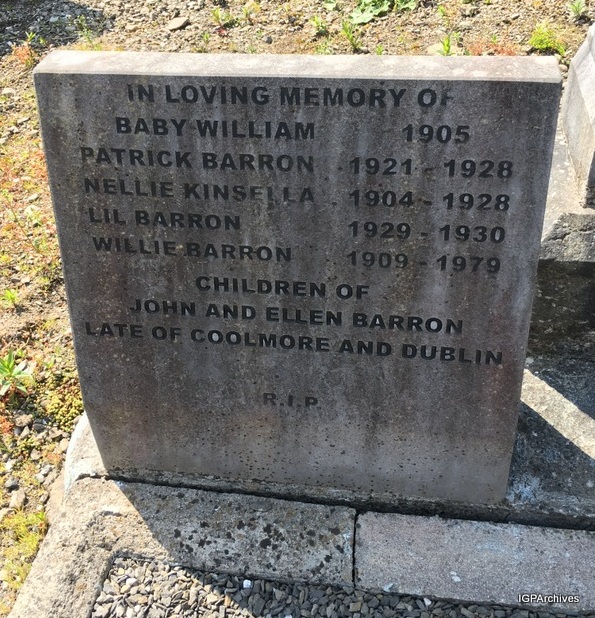 IN LOVING MEMORY OF
BABY WILLIAM 1905
PATRICK BARRON 1921 - 1928
NELLIE KINSELLA 1904 - 1928
LIL BARRON 1929 - 1930
WILLIE BARRON 1909 - 1979
CHILDREN OF
JOHN AND ELLEN BARRON
LATE OF COOLMORE AND DUBLIN
R.I.P.
IGPArchives